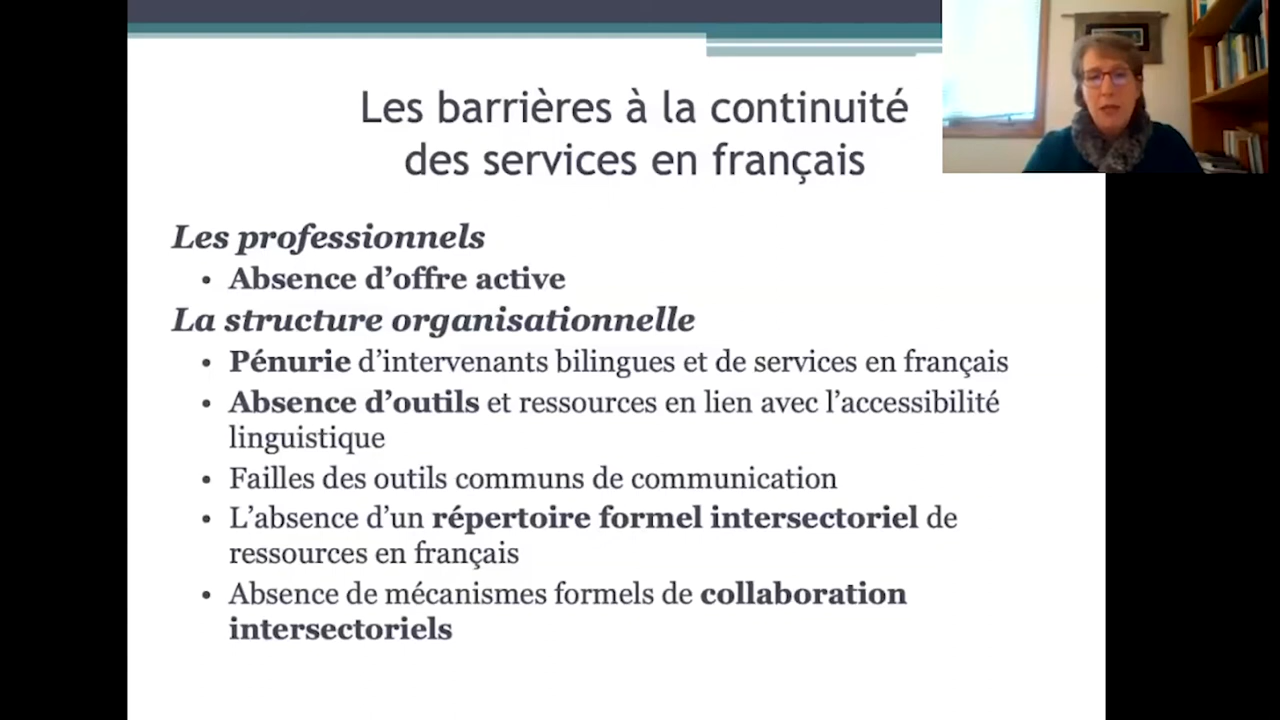 Les barrières à la continuité
des services en français
Les professionnels
• Absence d’offre active
La structure organisationnelle
• Pénurie d’intervenants bilingues et de services en français
• Absence d’outils et ressources en lien avec l’accessibilité
linguistique
• Failles des outils communs de communication
• L’absence d’un répertoire formel intersectoriel de
ressources en français
• Absence de mécanismes formels de collaboration
intersectoriels